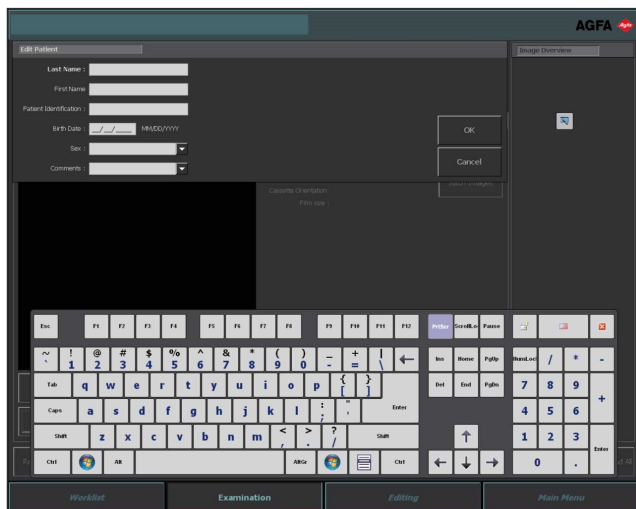 AGFA Agfa
Edit Patient
Image Overview
Last Name :
First Name
Patient Identification :
Birth Date : __/__/____ MM/DD/YYYY
Sex :
Comments :
OK
Cancel
Cassette Orientation
Film size :
Esc F1 F2 F3 F4 F5 F6 F7 F8 F9 F10 F11 F12 PrtScr ScrollLo Pause
~ ` ! 1 @ 2 # 3 $ 4 % 5 ^ 6 & 7 * 8 ( 9 ) 0 _ - + = | \ ← Ins Home PgUp NumLocl / * -
Tab q w e r t y u i o p { [ } ] Del End PgDn 7 8 9 +
Caps a s d f g h j k l : ; " ' Enter 4 5 6
Shift z x c v b n m < , > . ? / Shift ↑ 1 2 3 Enter
Ctrl Alt AltGr Ctrl ← ↓ → 0 .
Worklist Examination Editing Main Menu